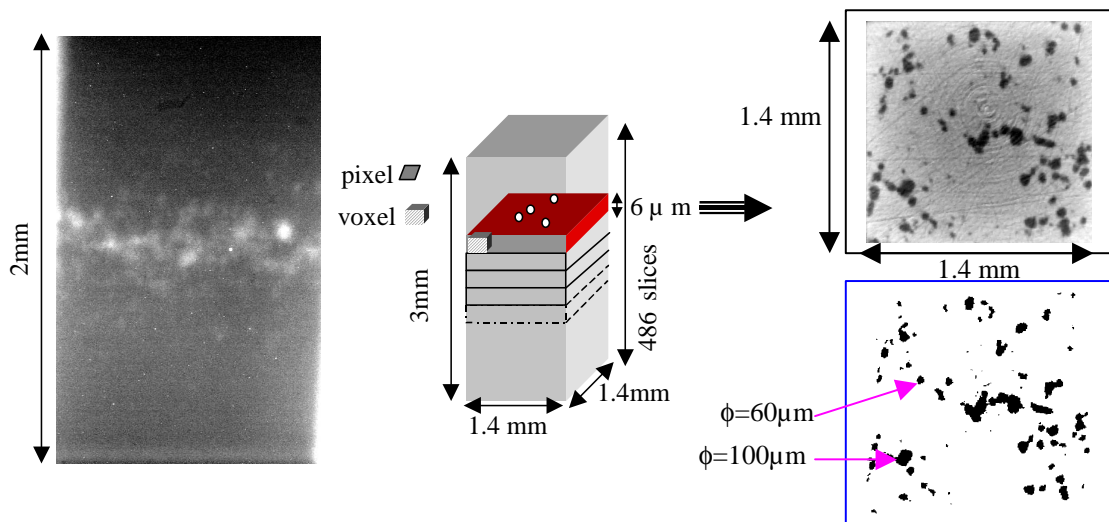 2mm
pixel
voxel
3mm
1.4 mm
1.4mm
486 slices
6 µ m
1.4 mm
1.4 mm
ϕ=60µm
ϕ=100µm